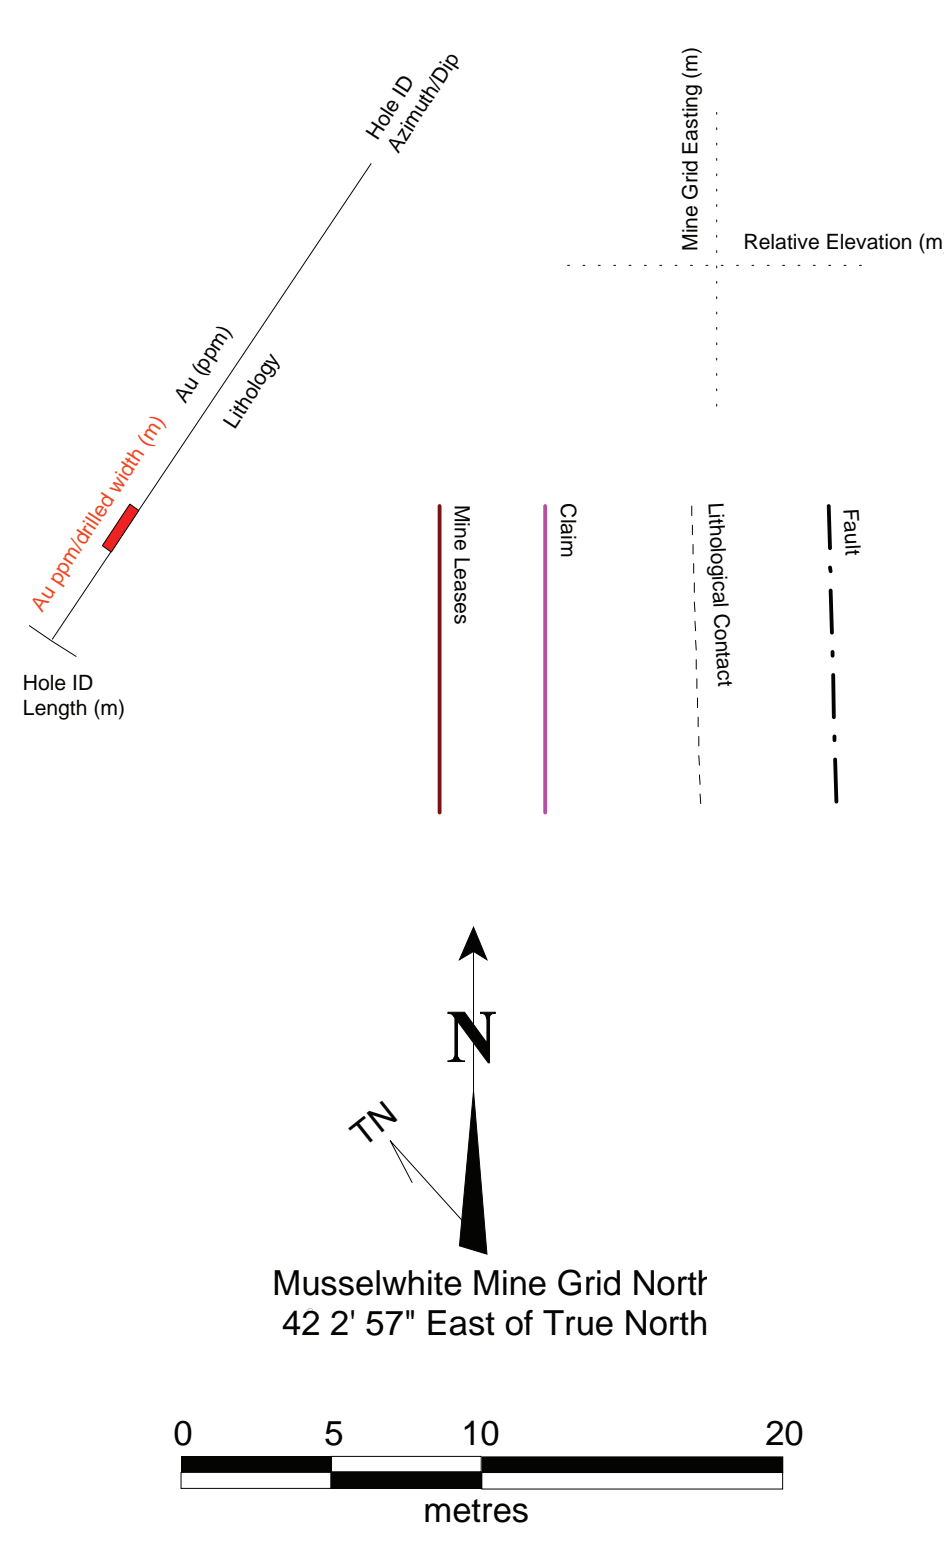 Hole ID
Azimuth/Dip
Mine Grid Easting (m)
Relative Elevation (m
Au (ppm)
Lithology
Au ppm/drilled width (m)
Hole ID
Length (m)
Mine Leases
Claim
Lithological Contact
Fault
N
TN
Musselwhite Mine Grid North
42 2' 57" East of True North
0 5 10 20
metres